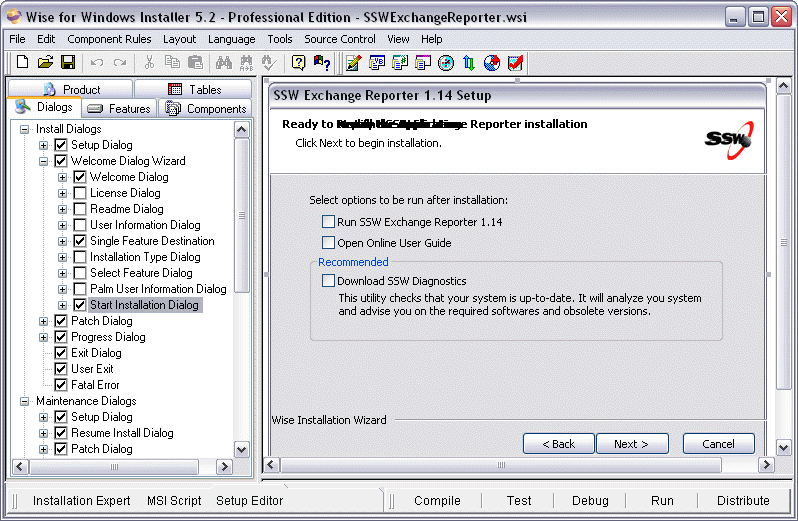 Wise for Windows Installer 5.2 - Professional Edition - SSWExchangeReporter.wsi
File Edit Component Rules Layout Language Tools Source Control View Help
Product Tables
Dialogs Features Components
Install Dialogs
Setup Dialog
Welcome Dialog Wizard
Welcome Dialog
License Dialog
Readme Dialog
User Information Dialog
Single Feature Destination
Installation Type Dialog
Select Feature Dialog
Palm User Information Dialog
Start Installation Dialog
Patch Dialog
Progress Dialog
Exit Dialog
User Exit
Fatal Error
Maintenance Dialogs
Setup Dialog
Resume Install Dialog
Patch Dialog
SSW Exchange Reporter 1.14 Setup
Ready to Reporter installation
Click Next to begin installation.
SSW
Select options to be run after installation:
Run SSW Exchange Reporter 1.14
Open Online User Guide
Recommended
Download SSW Diagnostics
This utility checks that your system is up-to-date. It will analyze you system
and advise you on the required softwares and obsolete versions.
Wise Installation Wizard
< Back Next > Cancel
Installation Expert MSI Script Setup Editor Compile Test Debug Run Distribute